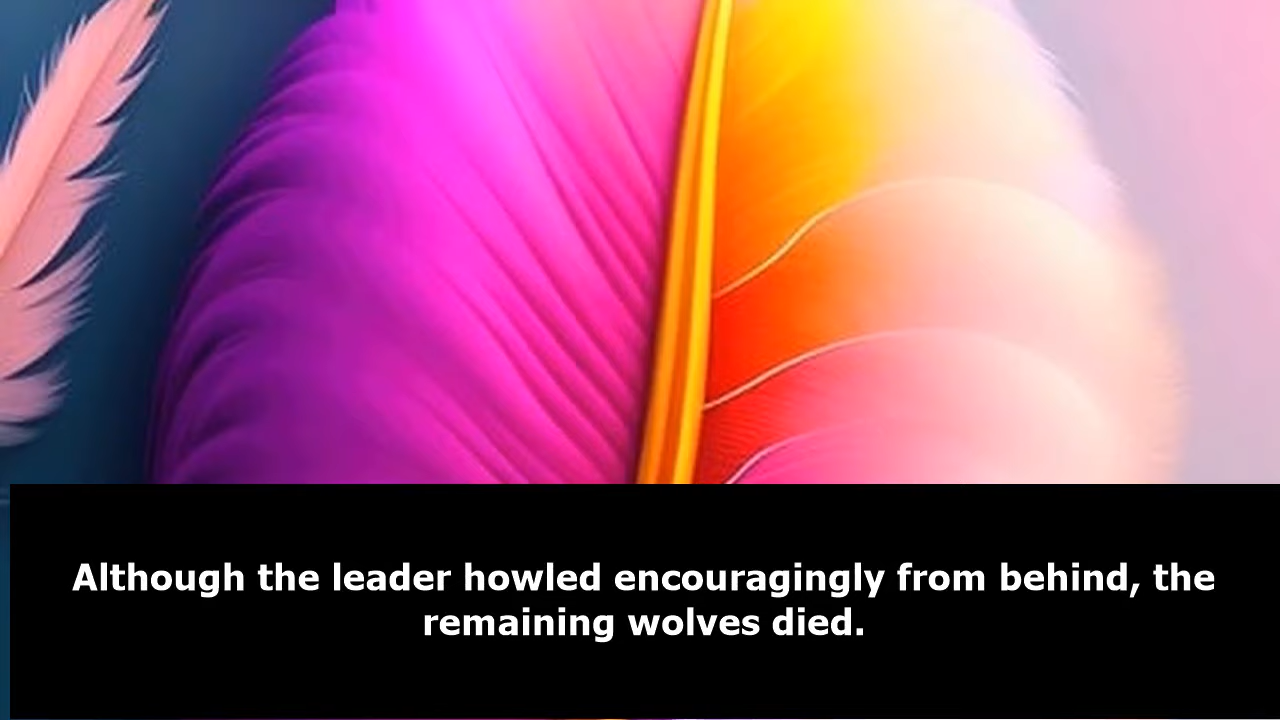 Although the leader howled encouragingly from behind, the
remaining wolves died.